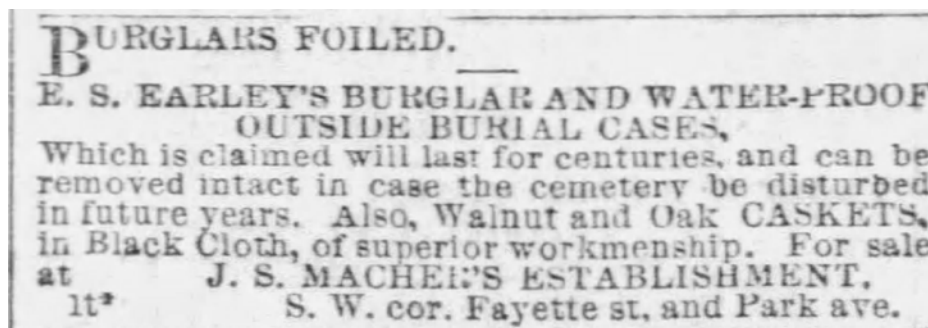 BURGLARS FOILED.
E. S. EARLEY'S BURGLAR AND WATER-PROOF
OUTSIDE BURIAL CASES,
Which is claimed will last for centuries, and can be
removed intact in case the cemetery be disturbed
in future years. Also, Walnut and Oak CASKETS,
in Black Cloth, of superior workmenship. For sale
at J. S. MACHER'S ESTABLISHMENT,
1t* S. W. cor. Fayette st, and Park ave.